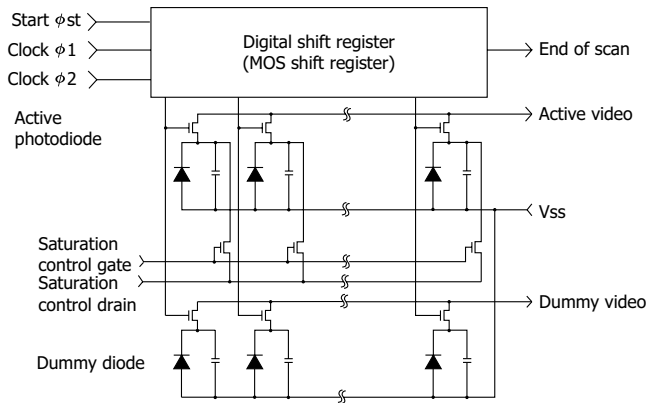 Start ϕst
Clock ϕ1
Clock ϕ2
Digital shift register
(MOS shift register)
End of scan
Active
photodiode
Active video
Vss
Saturation
control gate
Saturation
control drain
Dummy video
Dummy diode